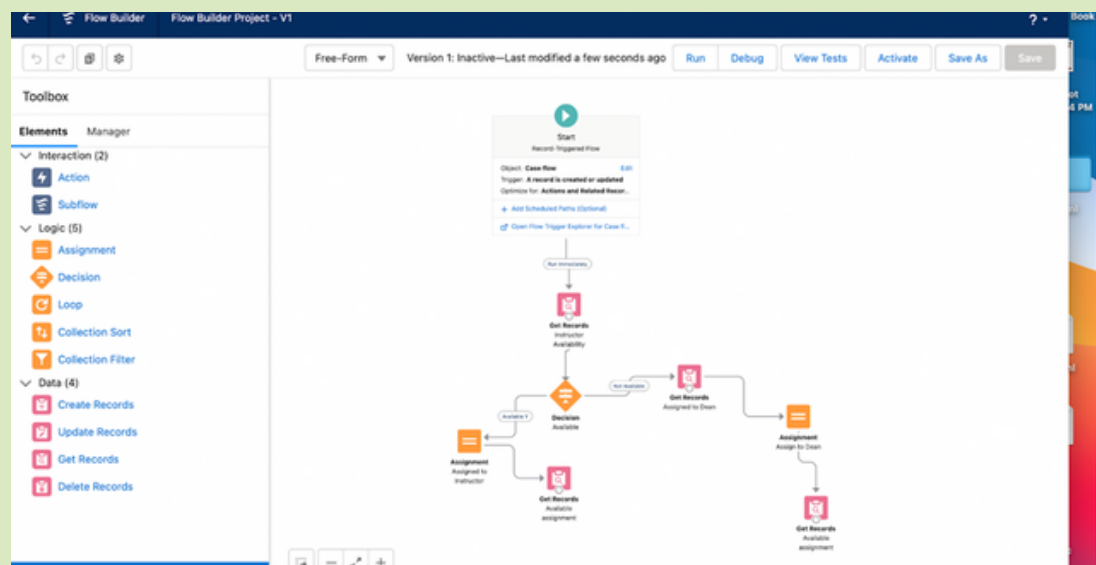 Flow Builder
Flow Builder Project - V1
?
Book
Free-Form
Version 1: Inactive—Last modified a few seconds ago
Run
Debug
View Tests
Activate
Save As
Save
Toolbox
Elements
Manager
Interaction (2)
Action
Subflow
Logic (5)
Assignment
Decision
Loop
Collection Sort
Collection Filter
Data (4)
Create Records
Update Records
Get Records
Delete Records
Start
Record-Triggered Flow
Object: Case flow
Edit
Trigger: A record is created or updated
Optimize for: Actions and Related Recor...
+ Add Scheduled Paths (Optional)
Open Flow Trigger Explorer for Case fl...
Run Immediately
Get Records
Instructor
Availability
Not Available
Get Records
Assigned to Dean
Available
Decision
Available
Assignment
Assign to Dean
Assignment
Assigned to
Instructor
Get Records
Available
assignment
Get Records
Available
assignment
PM